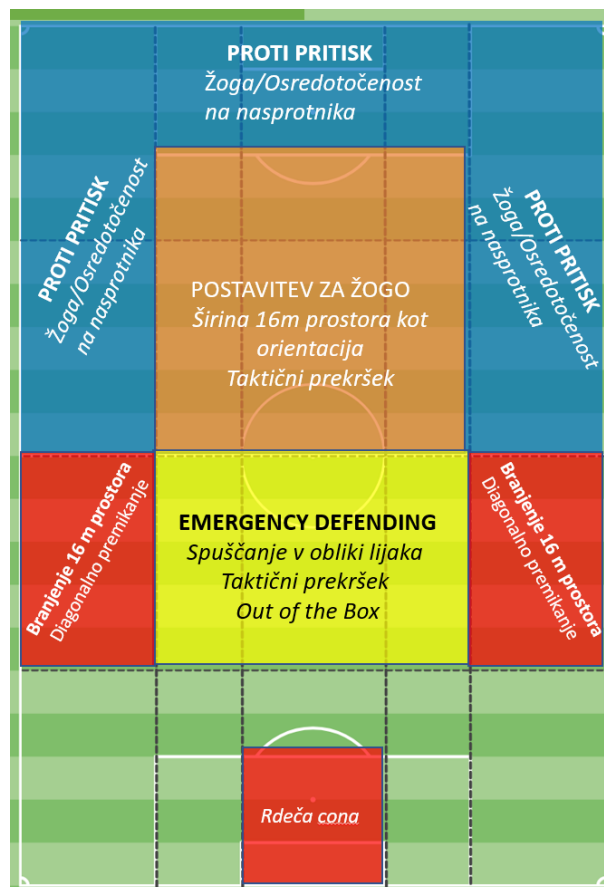 PROTI PRITISK
Žoga/Osredotočenost
na nasprotnika
PROTI PRITISK
Žoga/Osredotočenost
na nasprotnika
PROTI PRITISK
Žoga/Osredotočenost
na nasprotnika
POSTAVITEV ZA ŽOGO
Širina 16m prostora kot
orientacija
Taktični prekršek
Branjenje 16 m prostora
Diagonalno premikanje
EMERGENCY DEFENDING
Spuščanje v obliki lijaka
Taktični prekršek
Out of the Box
Branjenje 16 m prostora
Diagonalno premikanje
Rdeča cona